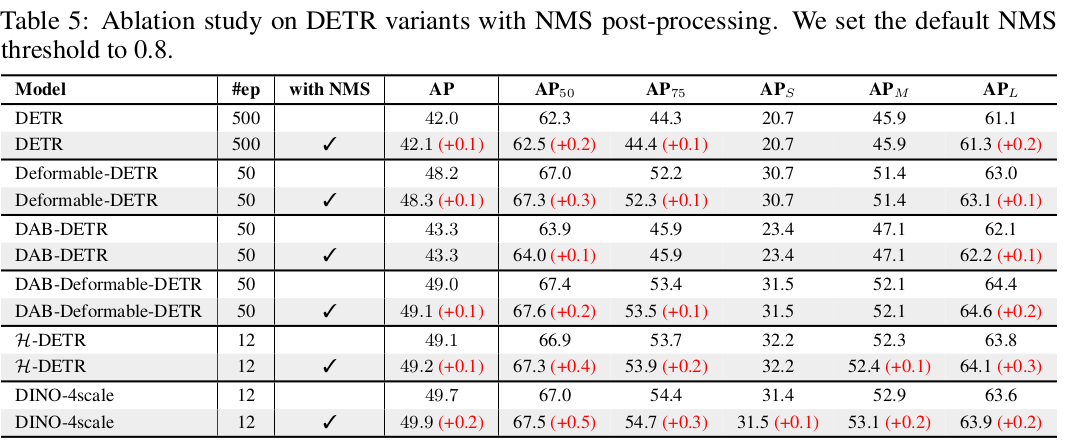 Table 5: Ablation study on DETR variants with NMS post-processing. We set the default NMS
threshold to 0.8.
Model #ep with NMS AP AP50 AP75 APS APM APL
DETR 500 42.0 62.3 44.3 20.7 45.9 61.1
DETR 500 ✓ 42.1 (+0.1) 62.5 (+0.2) 44.4 (+0.1) 20.7 45.9 61.3 (+0.2)
Deformable-DETR 50 48.2 67.0 52.2 30.7 51.4 63.0
Deformable-DETR 50 ✓ 48.3 (+0.1) 67.3 (+0.3) 52.3 (+0.1) 30.7 51.4 63.1 (+0.1)
DAB-DETR 50 43.3 63.9 45.9 23.4 47.1 62.1
DAB-DETR 50 ✓ 43.3 64.0 (+0.1) 45.9 23.4 47.1 62.2 (+0.1)
DAB-Deformable-DETR 50 49.0 67.4 53.4 31.5 52.1 64.4
DAB-Deformable-DETR 50 ✓ 49.1 (+0.1) 67.6 (+0.2) 53.5 (+0.1) 31.5 52.1 64.6 (+0.2)
ℋ-DETR 12 49.1 66.9 53.7 32.2 52.3 63.8
ℋ-DETR 12 ✓ 49.2 (+0.1) 67.3 (+0.4) 53.9 (+0.2) 32.2 52.4 (+0.1) 64.1 (+0.3)
DINO-4scale 12 49.7 67.0 54.4 31.4 52.9 63.6
DINO-4scale 12 ✓ 49.9 (+0.2) 67.5 (+0.5) 54.7 (+0.3) 31.5 (+0.1) 53.1 (+0.2) 63.9 (+0.2)